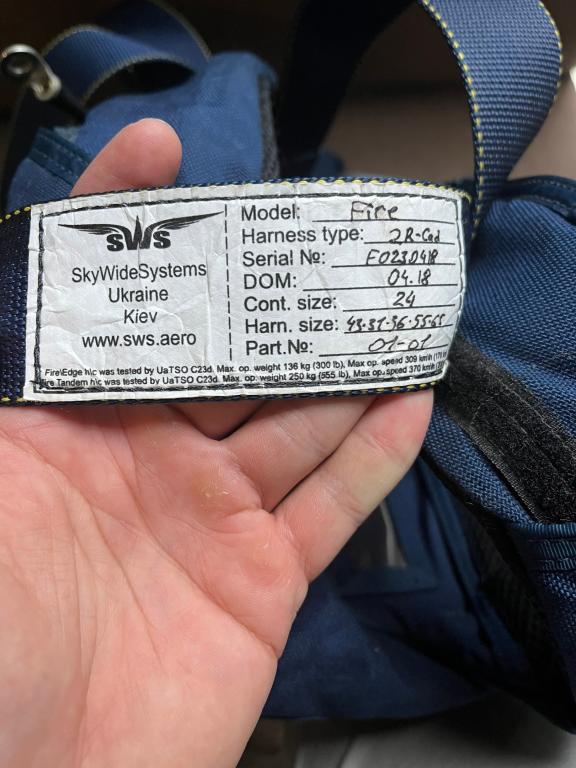 sws
SkyWideSystems
Ukraine
Kiev
www.sws.aero
Model: Fire
Harness type: 2R-Cad
Serial №: F0230418
DOM: 04.18
Cont. size: 24
Harn. size: 43-51-36-55-65
Part.№: 01-01
Fire\Edge h\c was tested by UaTSO C23d. Max. op. weight 136 kg (300 lb), Max op. speed 309 km\h
Fire Tandem h\c was tested by UaTSO C23d. Max. op. weight 250 kg (555 lb), Max op. speed 370 km\h